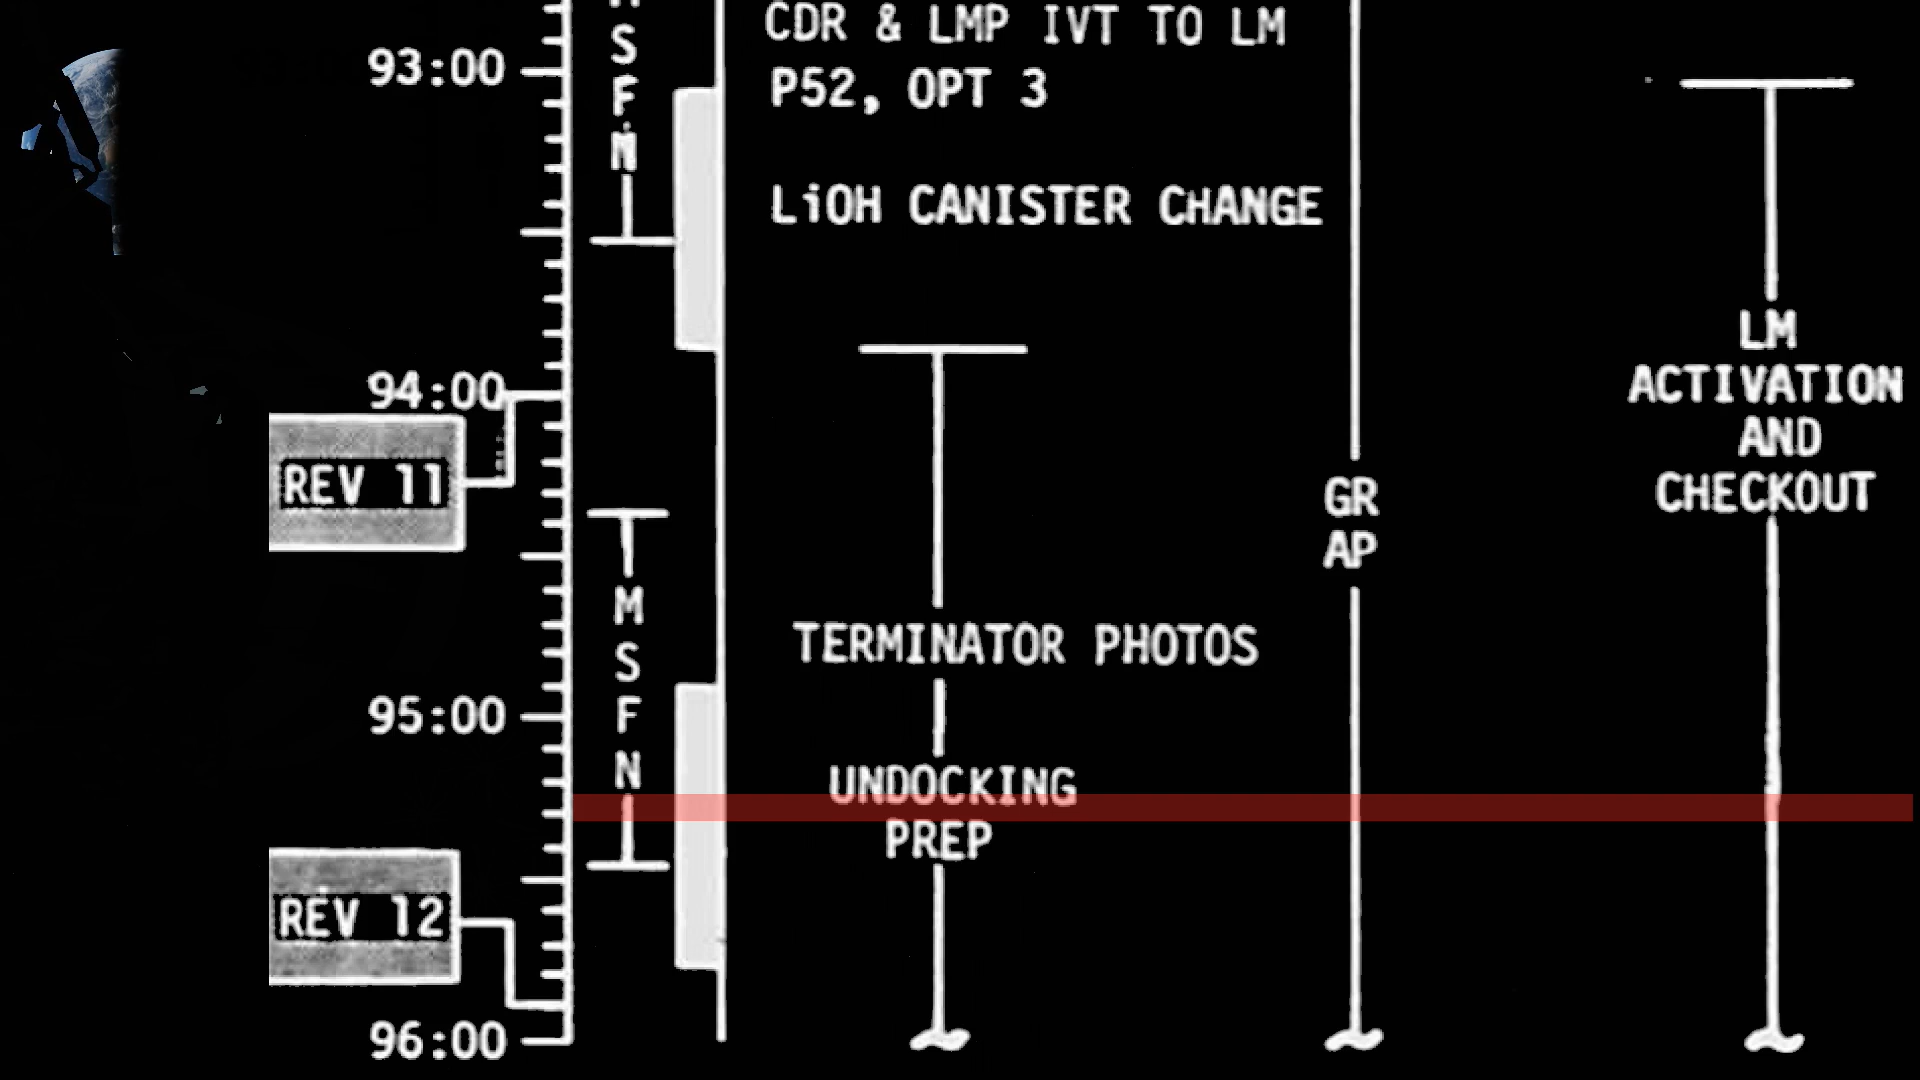 CDR & LMP IVT TO LM
93:00
P52, OPT 3
MSFN
LiOH CANISTER CHANGE
94:00
REV 11
LM
ACTIVATION
AND
CHECKOUT
GR
AP
MSFN
TERMINATOR PHOTOS
95:00
UNDOCKING
PREP
REV 12
96:00